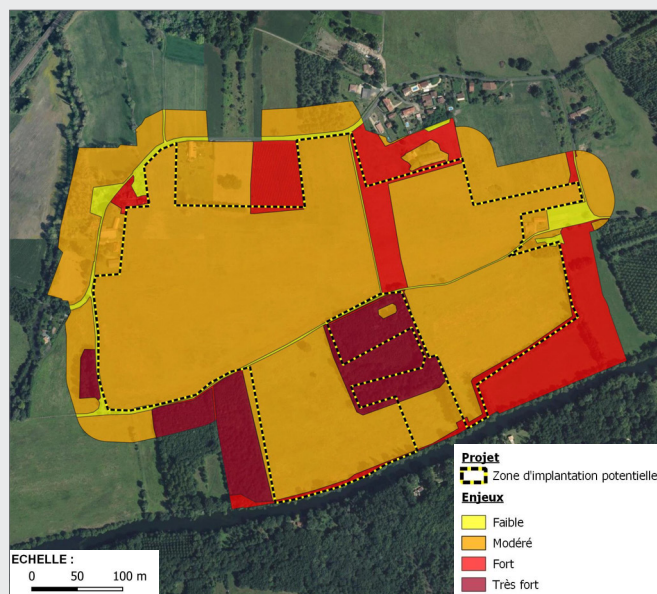 Projet
Zone d'implantation potentielle
Enjeux
Faible
Modéré
Fort
Très fort
ECHELLE :
0 50 100 m